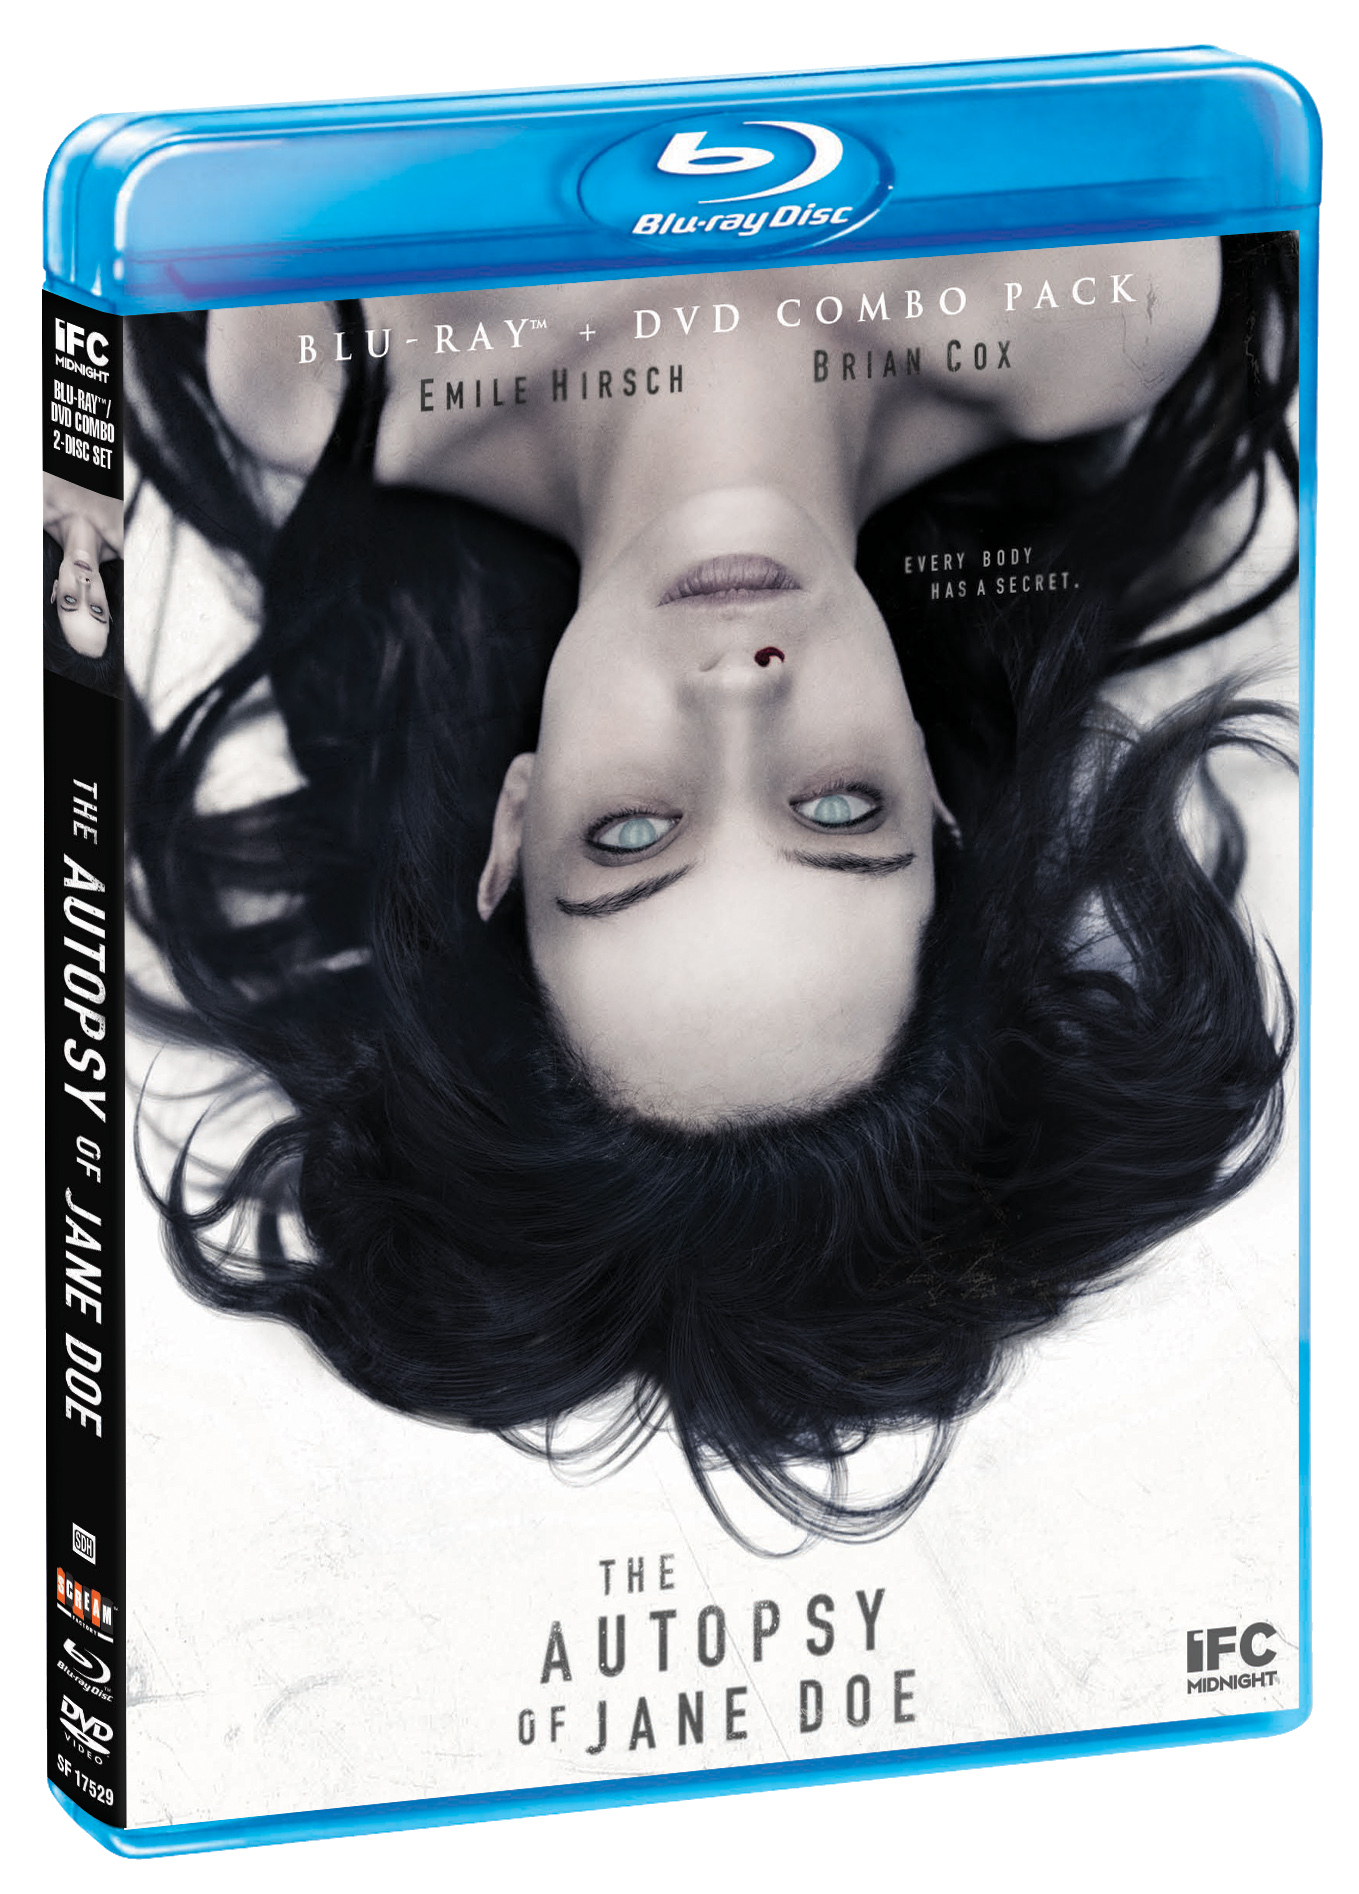 Blu-ray Disc
BLU-RAY™ + DVD COMBO PACK
EMILE HIRSCH
BRIAN COX
EVERY BODY
HAS A SECRET.
THE
AUTOPSY
OF JANE DOE
IFC
MIDNIGHT
IFC
MIDNIGHT
BLU-RAY™/
DVD COMBO
2-DISC SET
THE AUTOPSY OF JANE DOE
SDH
SCREAM™
FACTORY
Blu-ray Disc
DVD
VIDEO
SF 17529